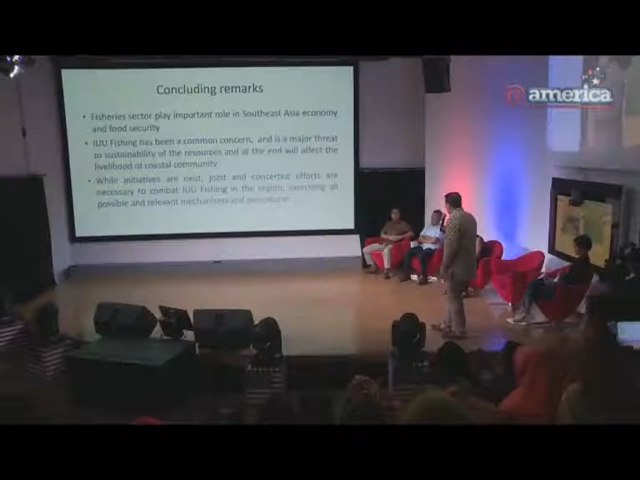 Concluding remarks
• Fisheries sector play important role in Southeast Asia economy
and food security
• IUU Fishing has been a common concern, and is a major threat
to sustainability of the resources and at the end will affect the
livelihood of coastal community
• While initiatives are exist, joint and concerted efforts are
necessary to combat IUU Fishing in the region, exercising all
possible and relevant mechanisms and procedures
@america